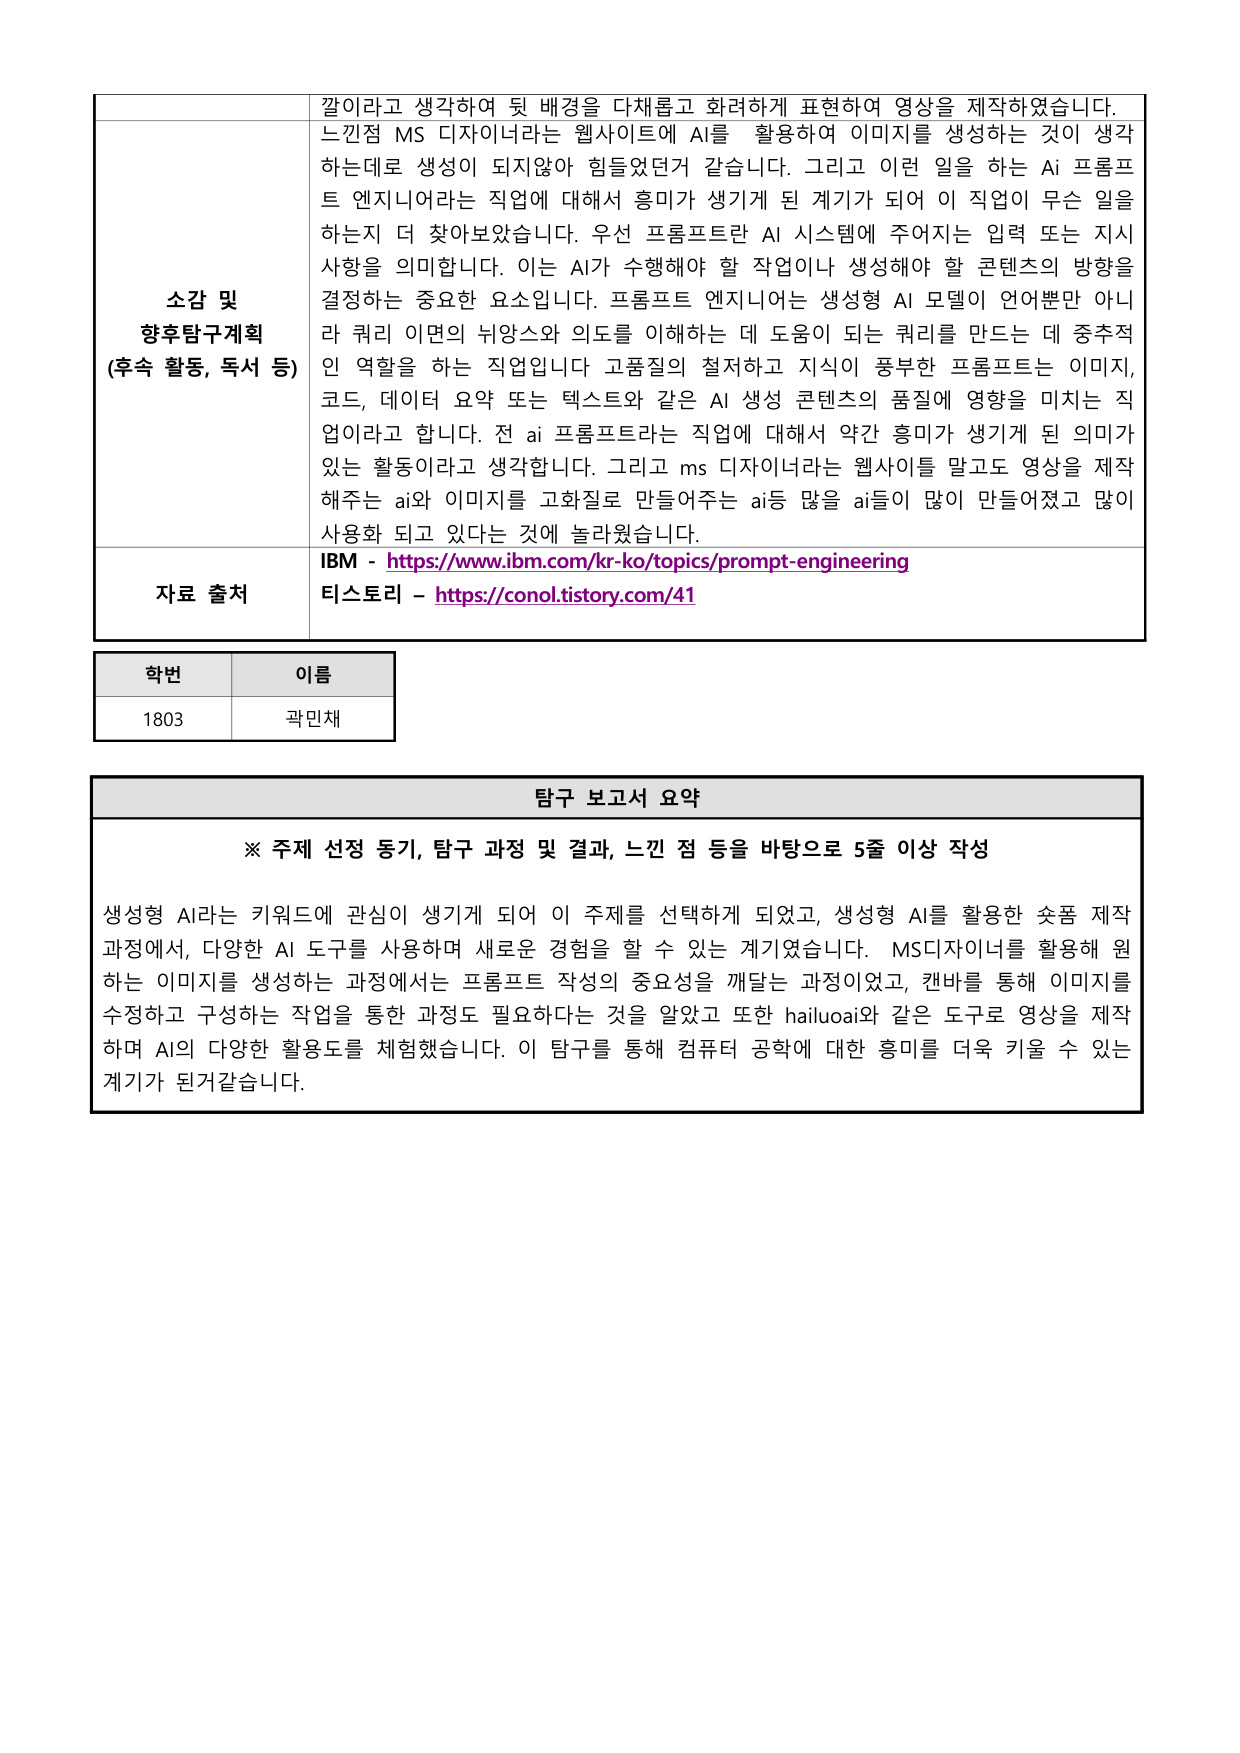 깔이라고 생각하여 뒷 배경을 다채롭고 화려하게 표현하여 영상을 제작하였습니다.
소감 및
향후탐구계획
(후속 활동, 독서 등)
느낀점 MS 디자이너라는 웹사이트에 AI를 활용하여 이미지를 생성하는 것이 생각
하는데로 생성이 되지않아 힘들었던거 같습니다. 그리고 이런 일을 하는 Ai 프롬프
트 엔지니어라는 직업에 대해서 흥미가 생기게 된 계기가 되어 이 직업이 무슨 일을
하는지 더 찾아보았습니다. 우선 프롬프트란 AI 시스템에 주어지는 입력 또는 지시
사항을 의미합니다. 이는 AI가 수행해야 할 작업이나 생성해야 할 콘텐츠의 방향을
결정하는 중요한 요소입니다. 프롬프트 엔지니어는 생성형 AI 모델이 언어뿐만 아니
라 쿼리 이면의 뉘앙스와 의도를 이해하는 데 도움이 되는 쿼리를 만드는 데 중추적
인 역할을 하는 직업입니다 고품질의 철저하고 지식이 풍부한 프롬프트는 이미지,
코드, 데이터 요약 또는 텍스트와 같은 AI 생성 콘텐츠의 품질에 영향을 미치는 직
업이라고 합니다. 전 ai 프롬프트라는 직업에 대해서 약간 흥미가 생기게 된 의미가
있는 활동이라고 생각합니다. 그리고 ms 디자이너라는 웹사이틀 말고도 영상을 제작
해주는 ai와 이미지를 고화질로 만들어주는 ai등 많을 ai들이 많이 만들어졌고 많이
사용화 되고 있다는 것에 놀라웠습니다.
자료 출처
IBM - https://www.ibm.com/kr-ko/topics/prompt-engineering
티스토리 – https://conol.tistory.com/41
학번 이름
1803 곽민채
탐구 보고서 요약
※ 주제 선정 동기, 탐구 과정 및 결과, 느낀 점 등을 바탕으로 5줄 이상 작성
생성형 AI라는 키워드에 관심이 생기게 되어 이 주제를 선택하게 되었고, 생성형 AI를 활용한 숏폼 제작
과정에서, 다양한 AI 도구를 사용하며 새로운 경험을 할 수 있는 계기였습니다. MS디자이너를 활용해 원
하는 이미지를 생성하는 과정에서는 프롬프트 작성의 중요성을 깨달는 과정이었고, 캔바를 통해 이미지를
수정하고 구성하는 작업을 통한 과정도 필요하다는 것을 알았고 또한 hailuoai와 같은 도구로 영상을 제작
하며 AI의 다양한 활용도를 체험했습니다. 이 탐구를 통해 컴퓨터 공학에 대한 흥미를 더욱 키울 수 있는
계기가 된거같습니다.